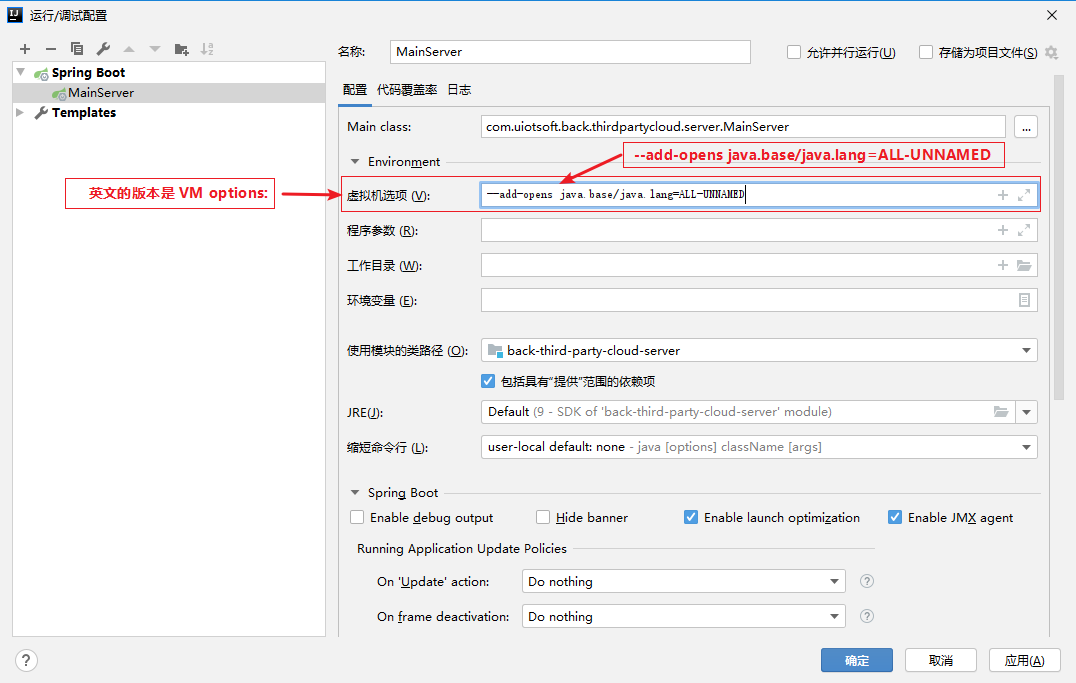 运行/调试配置
名称:
MainServer
允许并行运行(U)
存储为项目文件(S)
Spring Boot
MainServer
Templates
配置 代码覆盖率 日志
Main class:
com.uiotsoft.back.thirdpartycloud.server.MainServer
...
Environment
--add-opens java.base/java.lang=ALL-UNNAMED
英文的版本是 VM options:
虚拟机选项 (V):
--add-opens java.base/java.lang=ALL-UNNAMED
程序参数 (R):
工作目录 (W):
环境变量 (E):
使用模块的类路径 (O):
back-third-party-cloud-server
包括具有“提供”范围的依赖项
JRE(J):
Default (9 - SDK of 'back-third-party-cloud-server' module)
缩短命令行 (L):
user-local default: none - java [options] className [args]
Spring Boot
Enable debug output
Hide banner
Enable launch optimization
Enable JMX agent
Running Application Update Policies
On 'Update' action:
Do nothing
?
On frame deactivation:
Do nothing
?
?
确定
取消
应用(A)